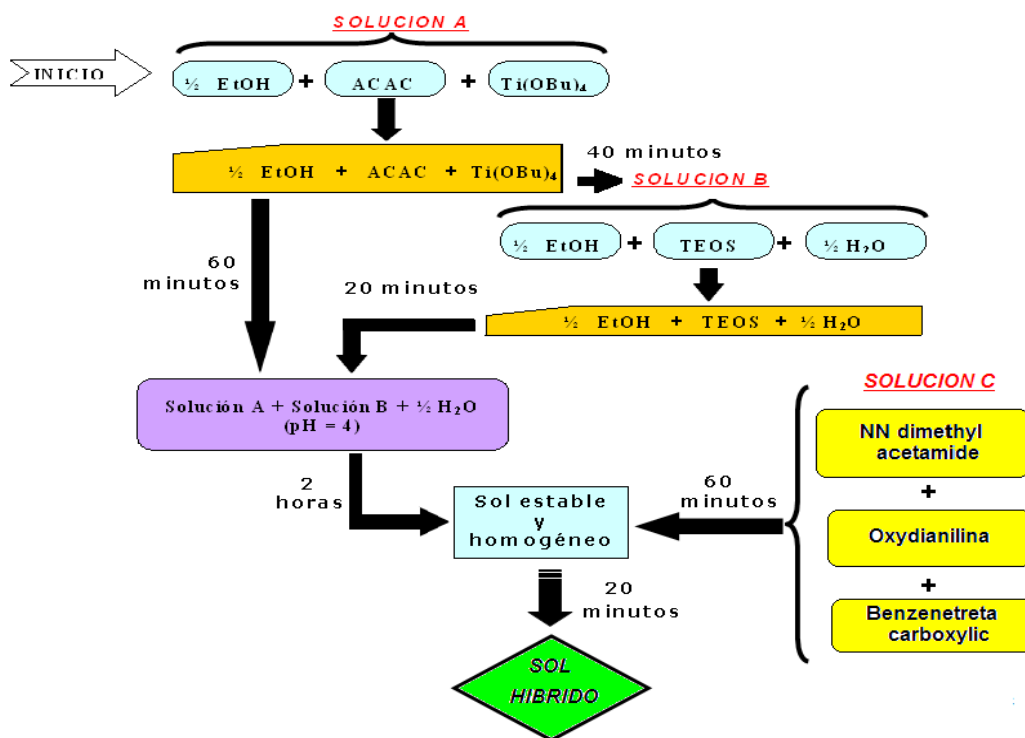 SOLUCION A
INICIO
½ EtOH + ACAC + Ti(OBu)₄
½ EtOH + ACAC + Ti(OBu)₄
40 minutos
SOLUCION B
½ EtOH + TEOS + ½ H₂O
60
minutos
20 minutos
½ EtOH + TEOS + ½ H₂O
Solución A + Solución B + ½ H₂O
(pH = 4)
SOLUCION C
NN dimethyl
acetamide
+
Oxydianilina
+
Benzenetreta
carboxylic
2
horas
60
minutos
Sol estable
y
homogéneo
20
minutos
SOL
HIBRIDO